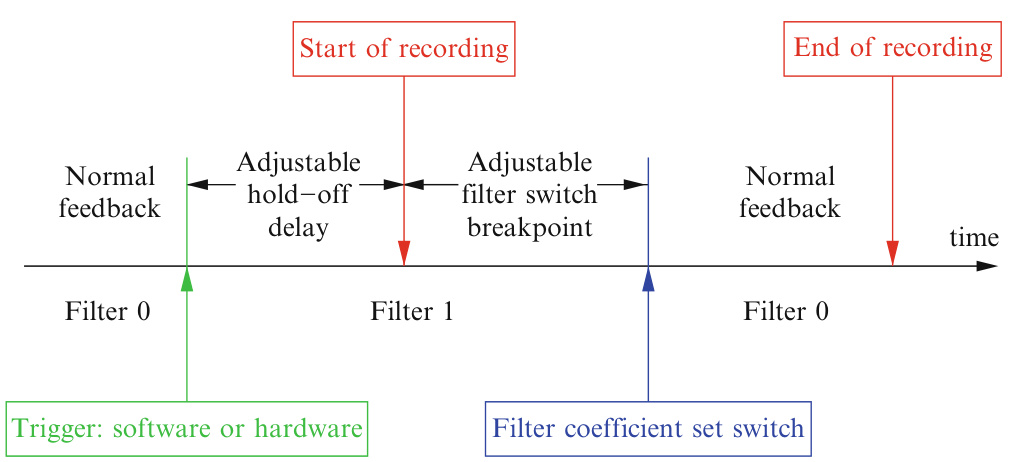 Start of recording
End of recording
Normal
feedback
Adjustable
hold−off
delay
Adjustable
filter switch
breakpoint
Normal
feedback
time
Filter 0
Filter 1
Filter 0
Trigger: software or hardware
Filter coefficient set switch